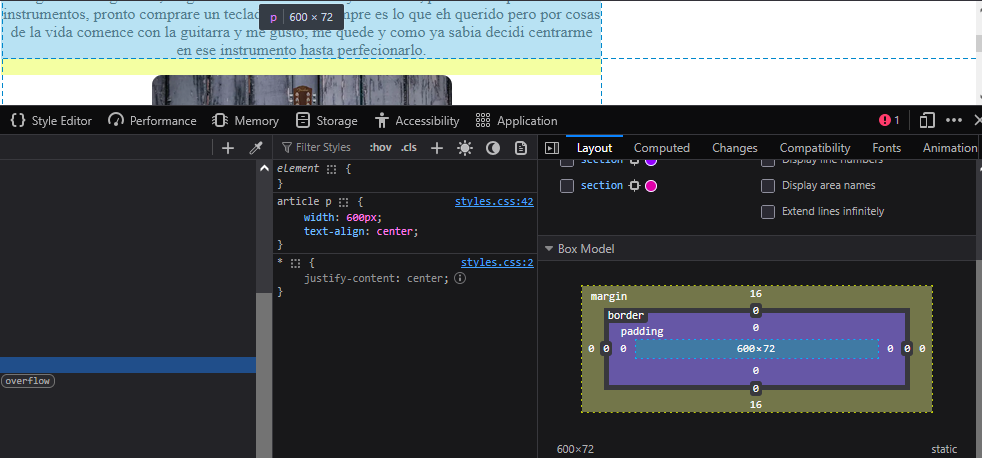 instrumentos, pronto comprare un teclad
mpre es lo que eh querido pero por cosas
p 600 × 72
de la vida comence con la guitarra y me gusto, me quede y como ya sabia decidi centrarme
en ese instrumento hasta perfecionarlo.
Style Editor Performance Memory Storage Accessibility Application 1
Filter Styles :hov .cls
Layout Computed Changes Compatibility Fonts Animation
element {
}
article p { styles.css:42
width: 600px;
text-align: center;
}
* { styles.css:2
justify-content: center;
}
overflow
section Display line numbers
section Display area names
Extend lines infinitely
Box Model
margin 16
border 0
padding 0
0 0 0 600×72 0 0 0
0
0
16
600×72 static